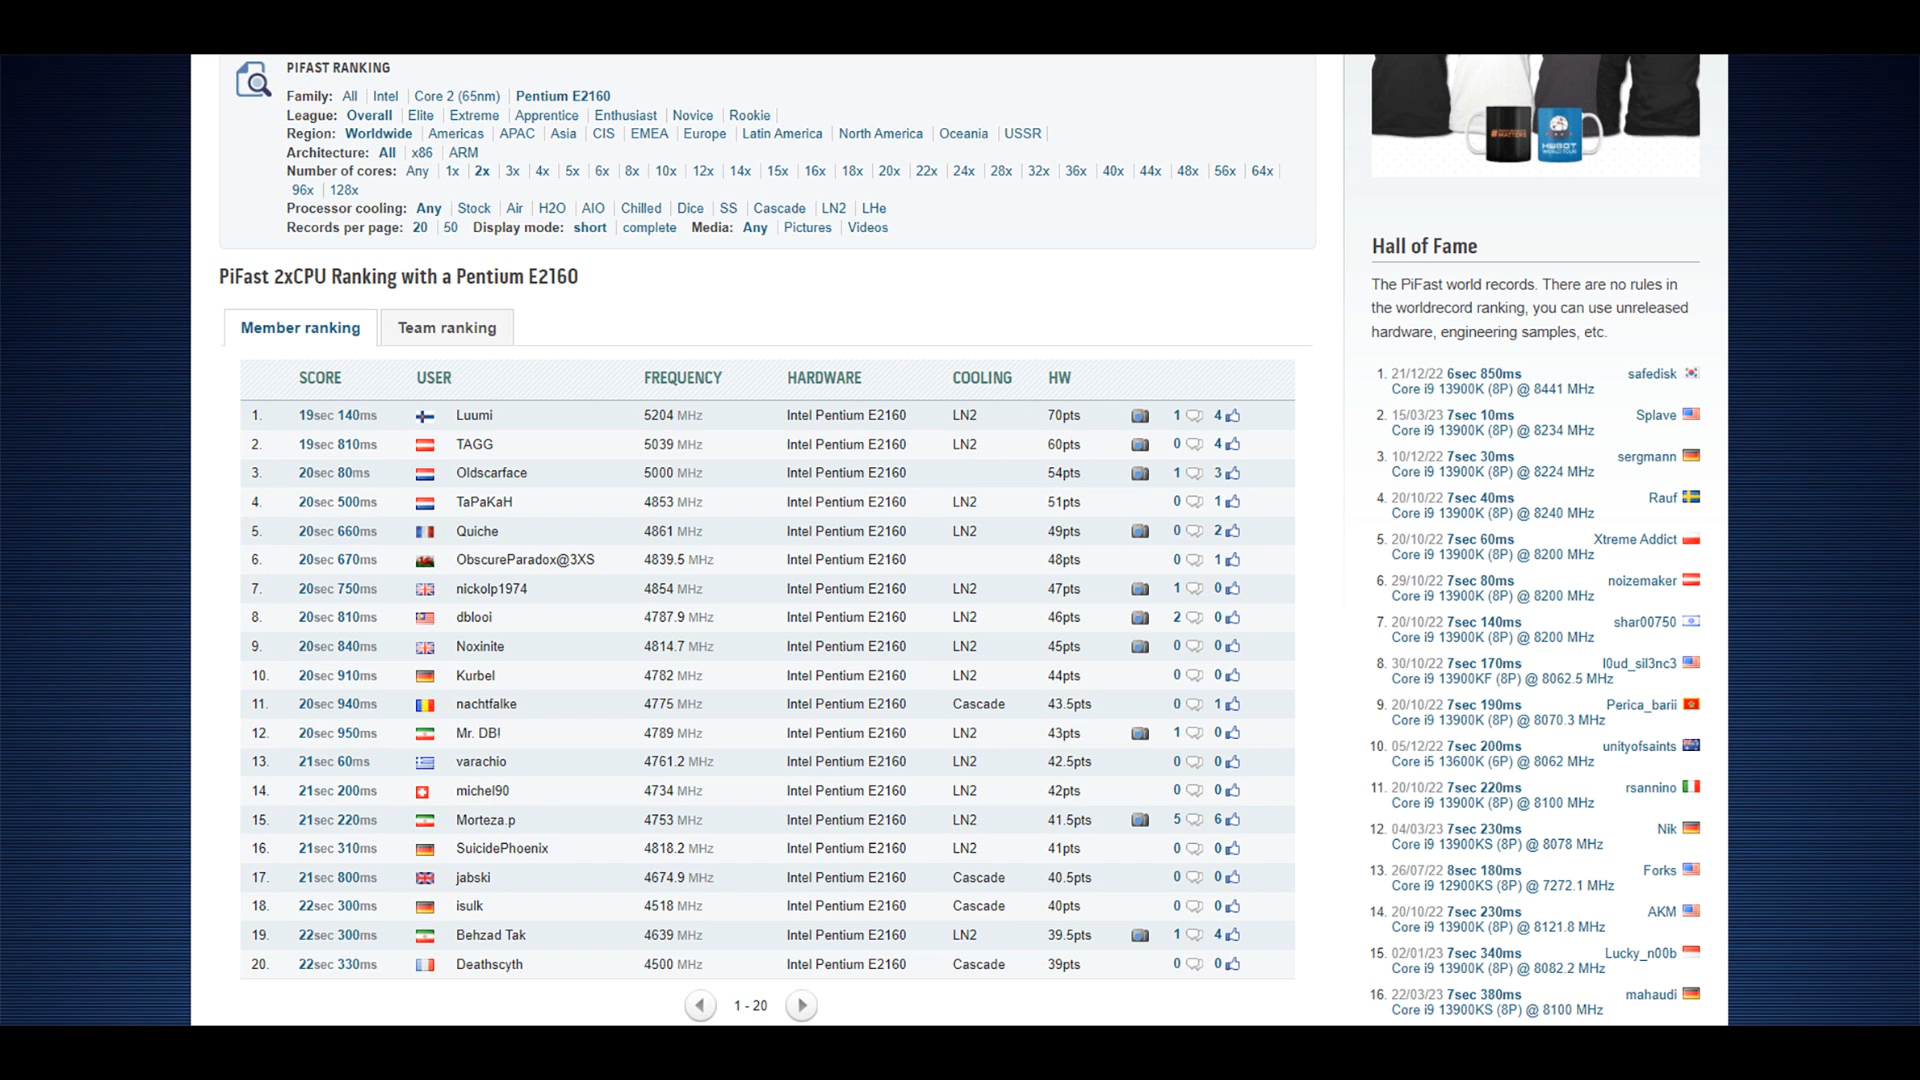 PIFAST RANKING
Family: All Intel Core 2 (65nm) Pentium E2160
League: Overall Elite Extreme Apprentice Enthusiast Novice Rookie
Region: Worldwide Americas APAC Asia CIS EMEA Europe Latin America North America Oceania USSR
Architecture: All x86 ARM
Number of cores: Any 1x 2x 3x 4x 5x 6x 8x 10x 12x 14x 15x 16x 18x 20x 22x 24x 28x 32x 36x 40x 44x 48x 56x 64x
96x 128x
Processor cooling: Any Stock Air H2O AIO Chilled Dice SS Cascade LN2 LHe
Records per page: 20 50 Display mode: short complete Media: Any Pictures Videos
PiFast 2xCPU Ranking with a Pentium E2160
Member ranking Team ranking
SCORE USER FREQUENCY HARDWARE COOLING HW
1. 19sec 140ms Luumi 5204 MHz Intel Pentium E2160 LN2 70pts 1 4
2. 19sec 810ms TAGG 5039 MHz Intel Pentium E2160 LN2 60pts 0 4
3. 20sec 80ms Oldscarface 5000 MHz Intel Pentium E2160 54pts 1 3
4. 20sec 500ms TaPaKaH 4853 MHz Intel Pentium E2160 LN2 51pts 0 1
5. 20sec 660ms Quiche 4861 MHz Intel Pentium E2160 LN2 49pts 0 2
6. 20sec 670ms ObscureParadox@3XS 4839.5 MHz Intel Pentium E2160 48pts 0 1
7. 20sec 750ms nickolp1974 4854 MHz Intel Pentium E2160 LN2 47pts 1 0
8. 20sec 810ms dblooi 4787.9 MHz Intel Pentium E2160 LN2 46pts 2 0
9. 20sec 840ms Noxinite 4814.7 MHz Intel Pentium E2160 LN2 45pts 0 0
10. 20sec 910ms Kurbel 4782 MHz Intel Pentium E2160 LN2 44pts 0 0
11. 20sec 940ms nachtfalke 4775 MHz Intel Pentium E2160 Cascade 43.5pts 0 1
12. 20sec 950ms Mr. DB! 4789 MHz Intel Pentium E2160 LN2 43pts 1 0
13. 21sec 60ms varachio 4761.2 MHz Intel Pentium E2160 LN2 42.5pts 0 0
14. 21sec 200ms michel90 4734 MHz Intel Pentium E2160 LN2 42pts 0 0
15. 21sec 220ms Morteza.p 4753 MHz Intel Pentium E2160 LN2 41.5pts 5 6
16. 21sec 310ms SuicidePhoenix 4818.2 MHz Intel Pentium E2160 LN2 41pts 0 0
17. 21sec 800ms jabski 4674.9 MHz Intel Pentium E2160 Cascade 40.5pts 0 0
18. 22sec 300ms isulk 4518 MHz Intel Pentium E2160 Cascade 40pts 0 0
19. 22sec 300ms Behzad Tak 4639 MHz Intel Pentium E2160 LN2 39.5pts 1 4
20. 22sec 330ms Deathscyth 4500 MHz Intel Pentium E2160 Cascade 39pts 0 0
1 - 20
HWBOT
Hall of Fame
The PiFast world records. There are no rules in
the worldrecord ranking, you can use unreleased
hardware, engineering samples, etc.
1. 21/12/22 6sec 850ms safedisk
Core i9 13900K (8P) @ 8441 MHz
2. 15/03/23 7sec 10ms Splave
Core i9 13900K (8P) @ 8234 MHz
3. 10/12/22 7sec 30ms sergmann
Core i9 13900K (8P) @ 8224 MHz
4. 20/10/22 7sec 40ms Rauf
Core i9 13900K (8P) @ 8240 MHz
5. 20/10/22 7sec 60ms Xtreme Addict
Core i9 13900K (8P) @ 8200 MHz
6. 29/10/22 7sec 80ms noizemaker
Core i9 13900K (8P) @ 8200 MHz
7. 20/10/22 7sec 140ms shar00750
Core i9 13900K (8P) @ 8200 MHz
8. 30/10/22 7sec 170ms l0ud_sil3nc3
Core i9 13900KF (8P) @ 8062.5 MHz
9. 20/10/22 7sec 190ms Perica_barii
Core i9 13900K (8P) @ 8070.3 MHz
10. 05/12/22 7sec 200ms unityofsaints
Core i5 13600K (6P) @ 8062 MHz
11. 20/10/22 7sec 220ms rsannino
Core i9 13900K (8P) @ 8100 MHz
12. 04/03/23 7sec 230ms Nik
Core i9 13900KS (8P) @ 8078 MHz
13. 26/07/22 8sec 180ms Forks
Core i9 12900KS (8P) @ 7272.1 MHz
14. 20/10/22 7sec 230ms AKM
Core i9 13900K (8P) @ 8121.8 MHz
15. 02/01/23 7sec 340ms Lucky_n00b
Core i9 13900K (8P) @ 8082.2 MHz
16. 22/03/23 7sec 380ms mahaudi
Core i9 13900KS (8P) @ 8100 MHz